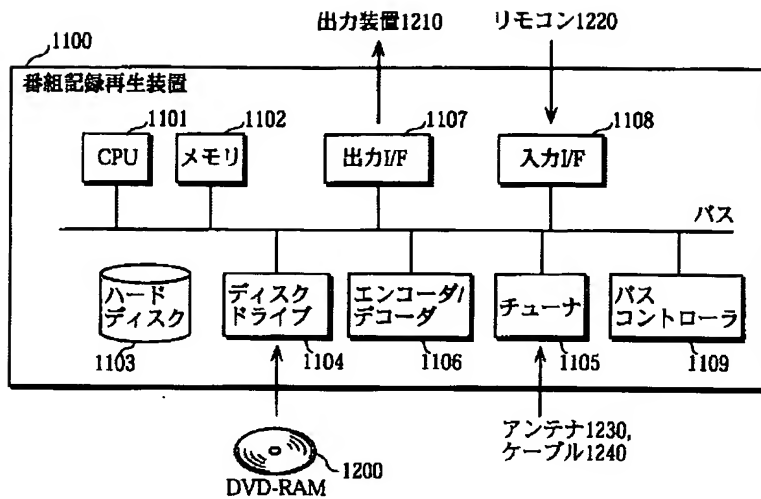 出力装置1210
リモコン1220
1100
番組記録再生装置
1101
1102
1107
1108
CPU
メモリ
出力I/F
入力I/F
バス
ハード
ディスク
ディスク
ドライブ
エンコーダ/
デコーダ
チューナ
バス
コントローラ
1103
1104
1106
1105
1109
アンテナ1230,
ケーブル1240
1200
DVD-RAM